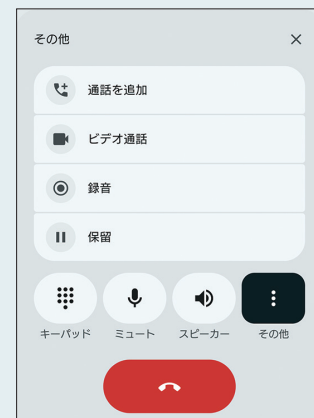 その他
通話を追加
ビデオ通話
録音
保留
キーパッド ミュート スピーカー その他